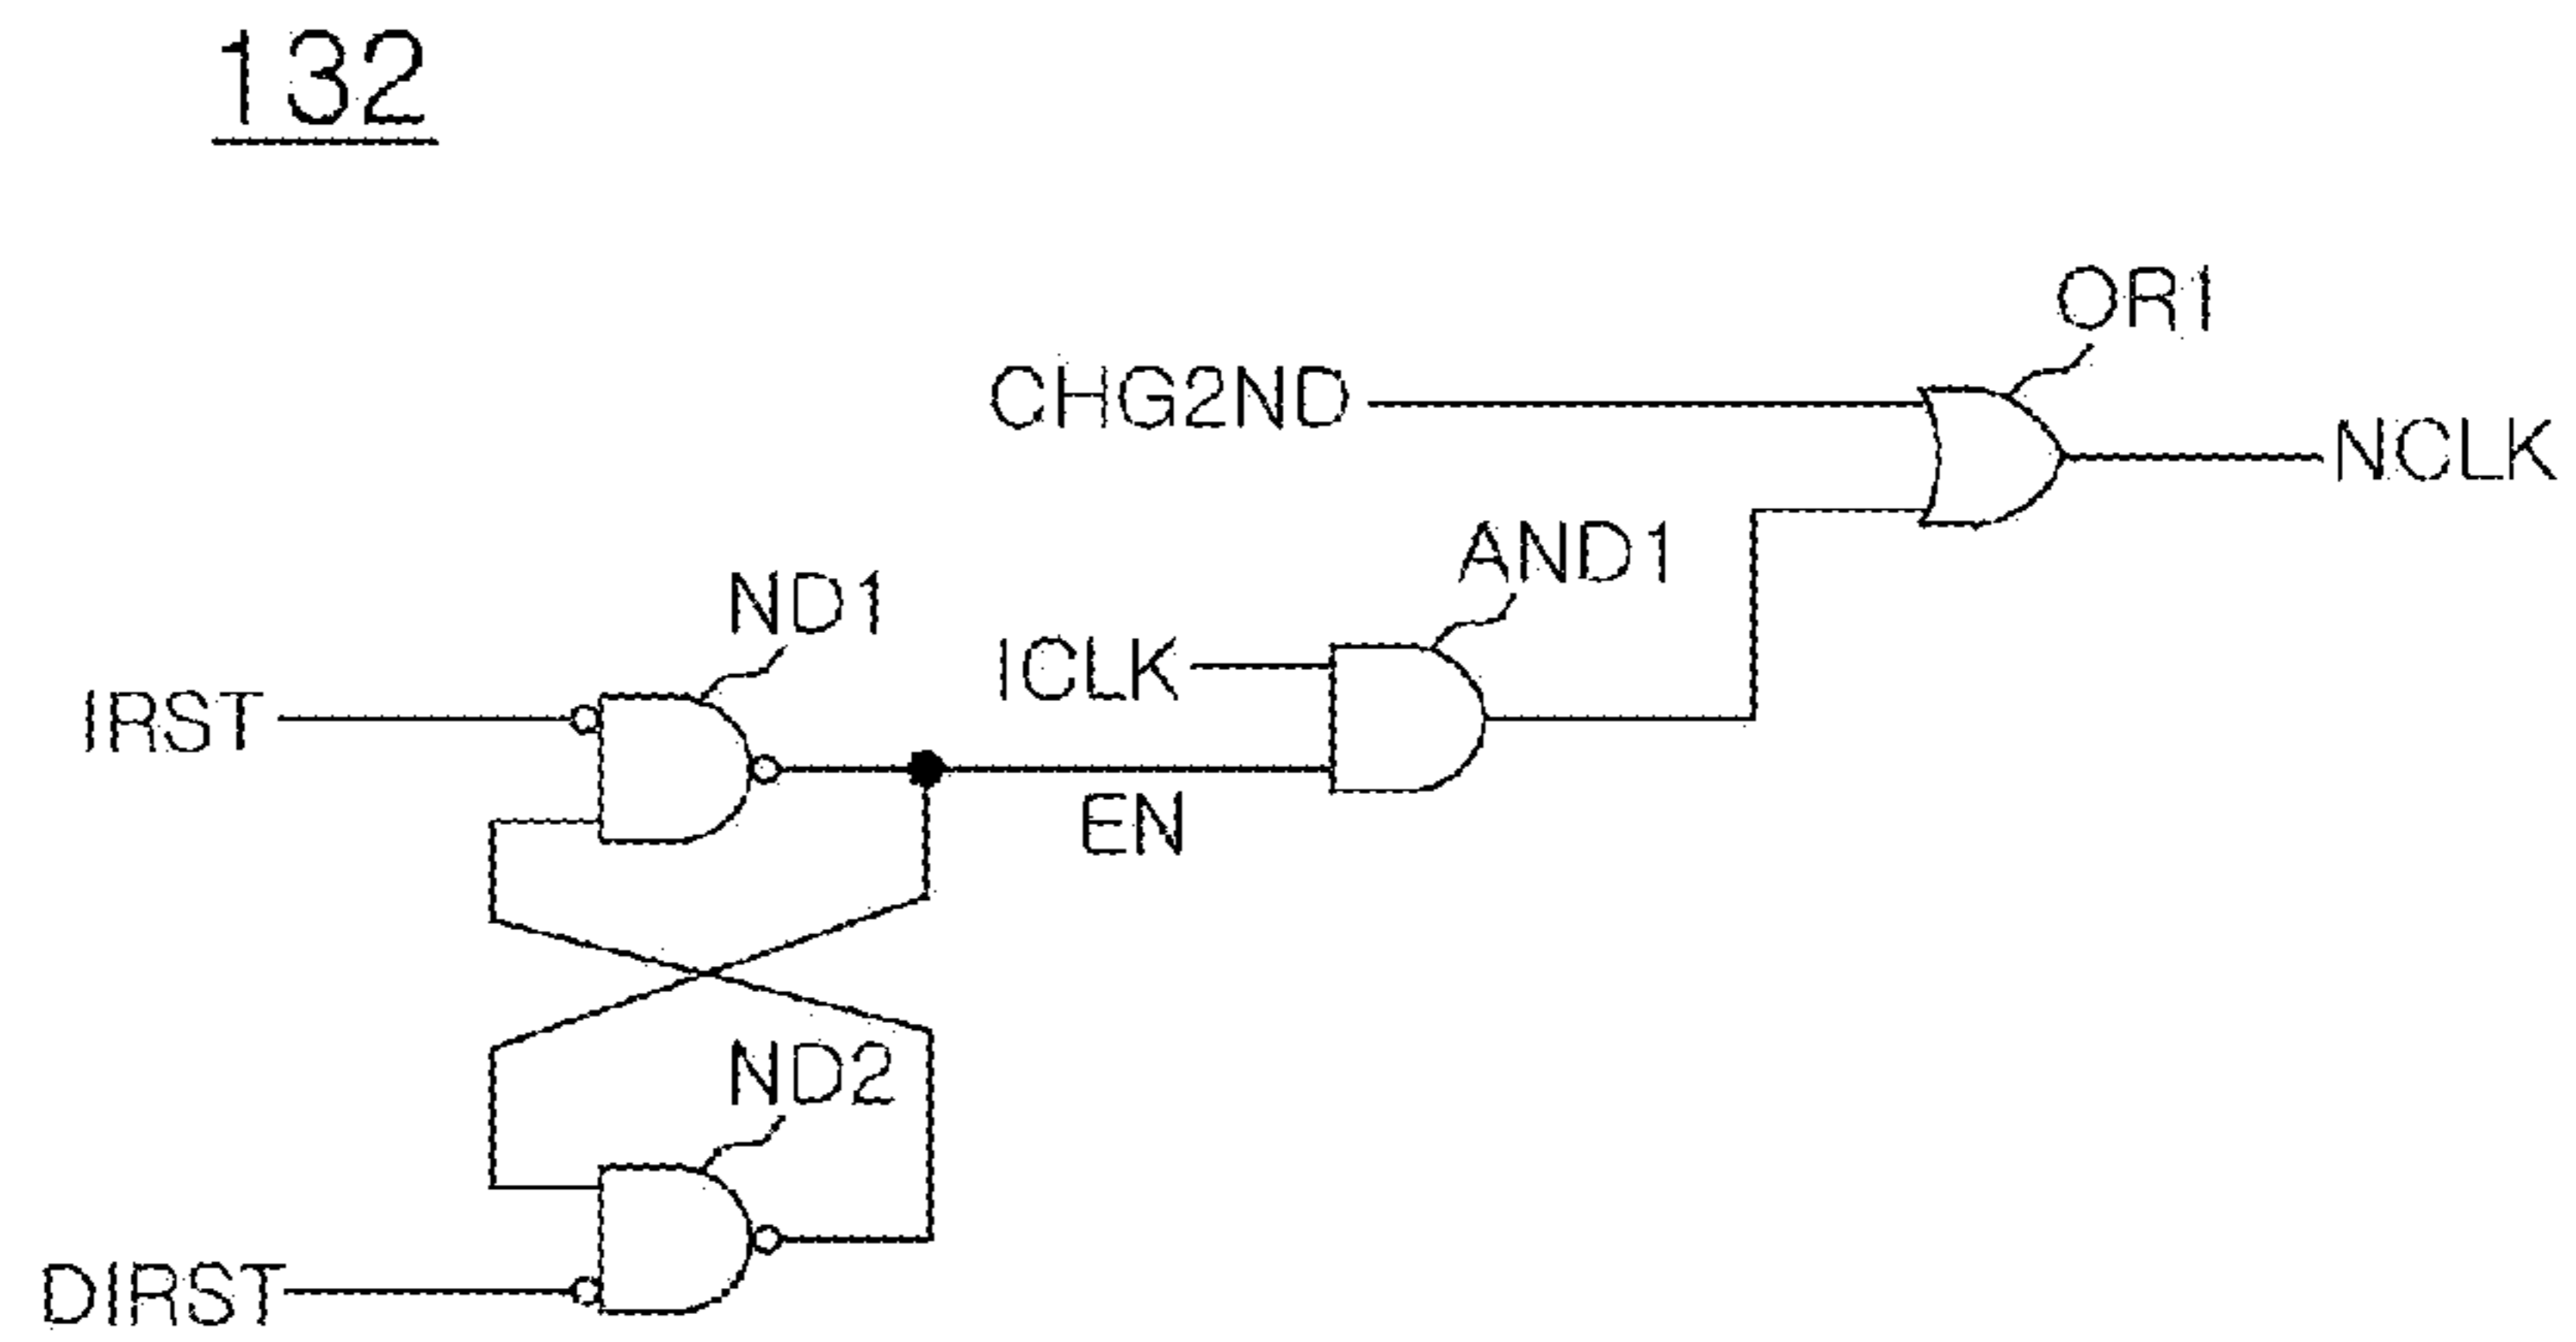 132
OR1
CHG2ND
NCLK
AND1
ND1
ICLK
IRST
EN
ND2
DIRST